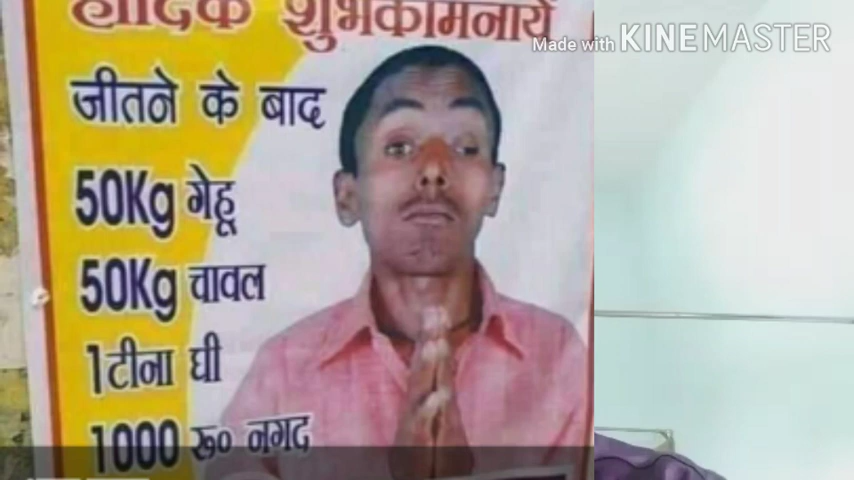 हार्दिक शुभकामनायें
Made with KINEMASTER
जीतने के बाद
50Kg गेहू
50Kg चावल
1टीना घी
1000 रू० नगद